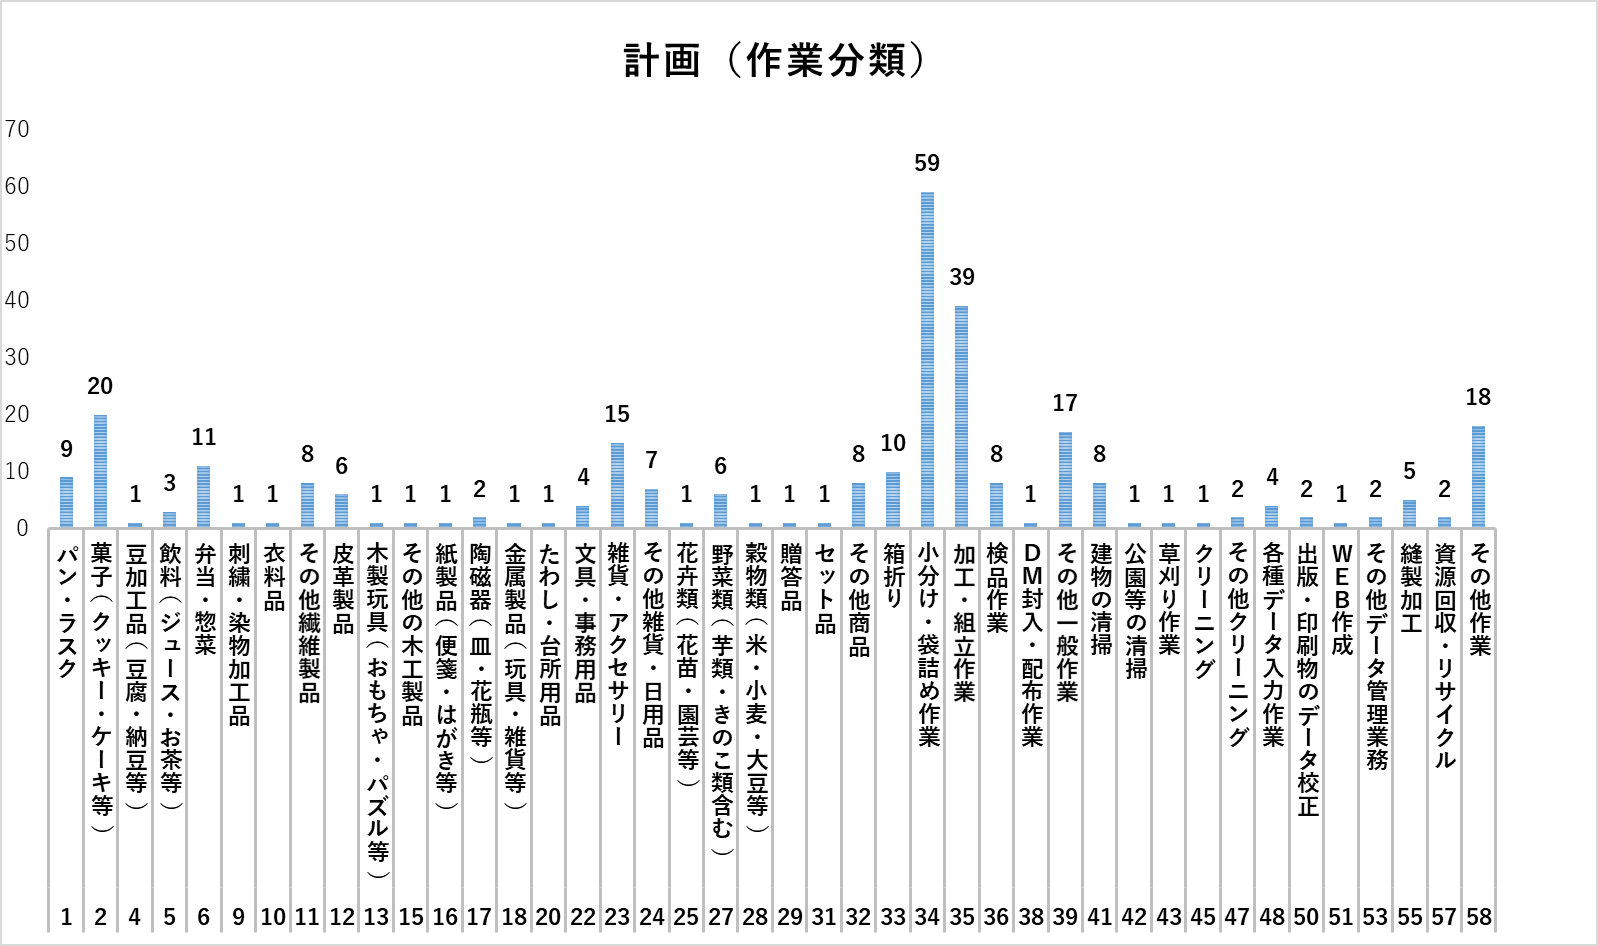 計画（作業分類）
70
60
50
40
30
20
10
0
9
20
1
3
11
1
1
8
6
1
1
1
2
1
1
4
15
7
1
6
1
1
1
8
10
59
39
8
1
17
8
1
1
1
2
4
2
1
2
5
2
18
パン・ラスク
菓子（クッキー・ケーキ等）
豆加工品（豆腐・納豆等）
飲料（ジュース・お茶等）
弁当・惣菜
刺繍・染物加工品
衣料品
その他繊維製品
皮革製品
木製玩具（おもちゃ・パズル等）
その他の木工製品
紙製品（便箋・はがき等）
陶磁器（皿・花瓶等）
金属製品（玩具・雑貨等）
たわし・台所用品
文具・事務用品
雑貨・アクセサリー
その他雑貨・日用品
花卉類（花苗・園芸等）
野菜類（芋類・きのこ類含む）
穀物類（米・小麦・大豆等）
贈答品
セット品
その他商品
箱折り
小分け・袋詰め作業
加工・組立作業
検品作業
ＤＭ封入・配布作業
その他一般作業
建物の清掃
公園等の清掃
草刈り作業
クリーニング
その他クリーニング
各種データ入力作業
出版・印刷物のデータ校正
ＷＥＢ作成
その他データ管理業務
縫製加工
資源回収・リサイクル
その他作業
1 2 4 5 6 9 10 11 12 13 15 16 17 18 20 22 23 24 25 27 28 29 31 32 33 34 35 36 38 39 41 42 43 45 47 48 50 51 53 55 57 58